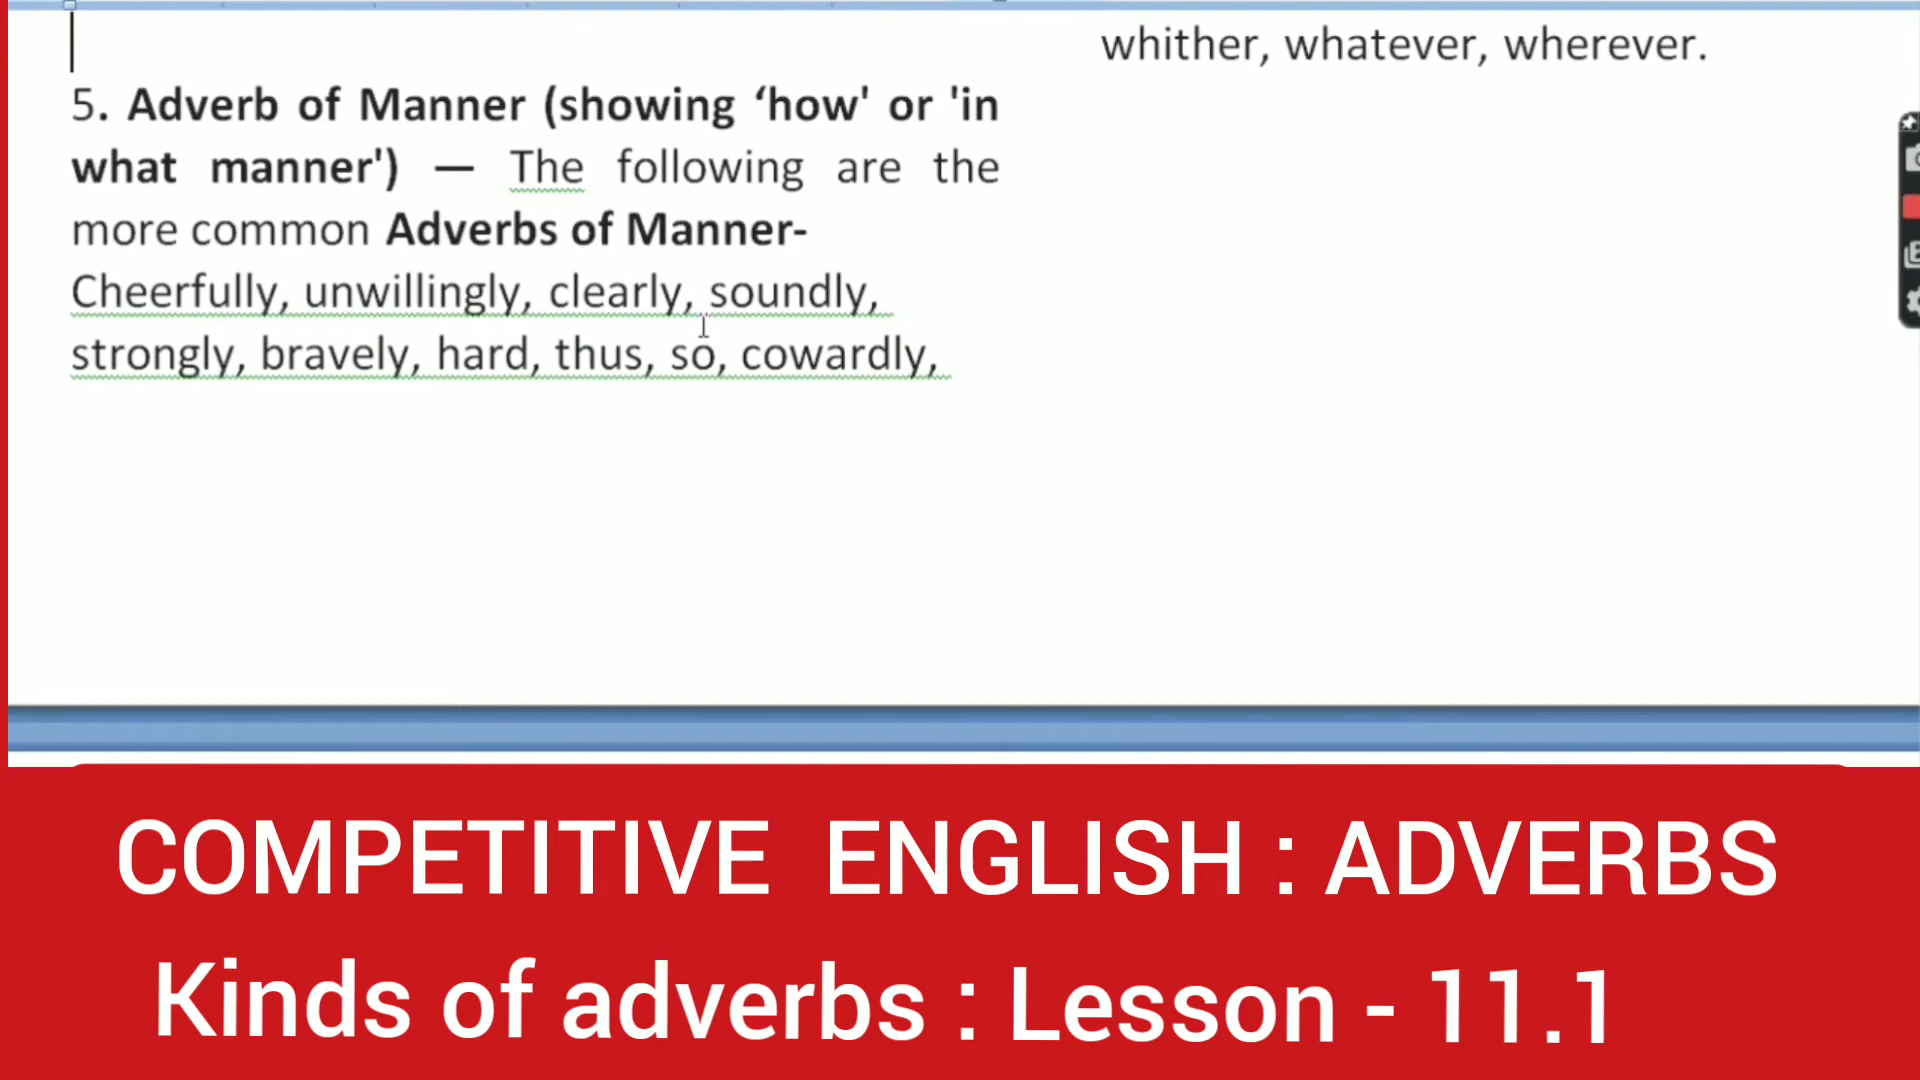 whither, whatever, wherever.
5. Adverb of Manner (showing ‘how' or 'in
what manner') — The following are the
more common Adverbs of Manner-
Cheerfully, unwillingly, clearly, soundly,
strongly, bravely, hard, thus, so, cowardly,
COMPETITIVE ENGLISH : ADVERBS
Kinds of adverbs : Lesson - 11.1